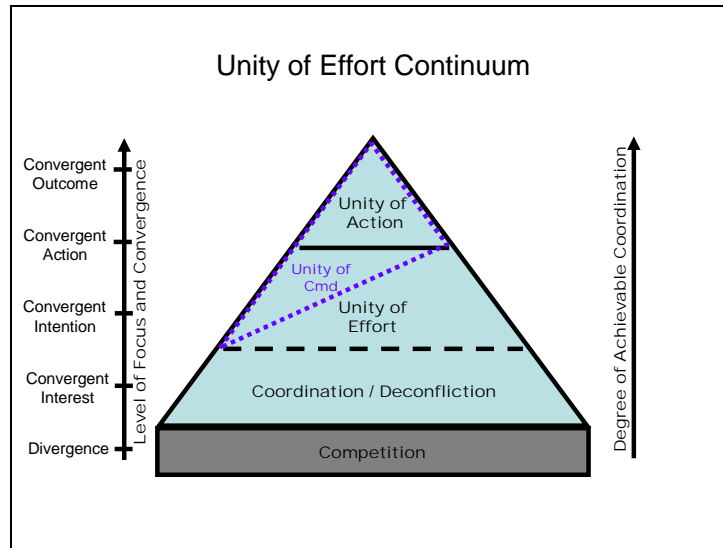 Unity of Effort Continuum
Convergent
Outcome
Convergent
Action
Convergent
Intention
Convergent
Interest
Divergence
Level of Focus and Convergence
Unity of
Action
Unity of
Cmd
Unity of
Effort
Coordination / Deconfliction
Competition
Degree of Achievable Coordination